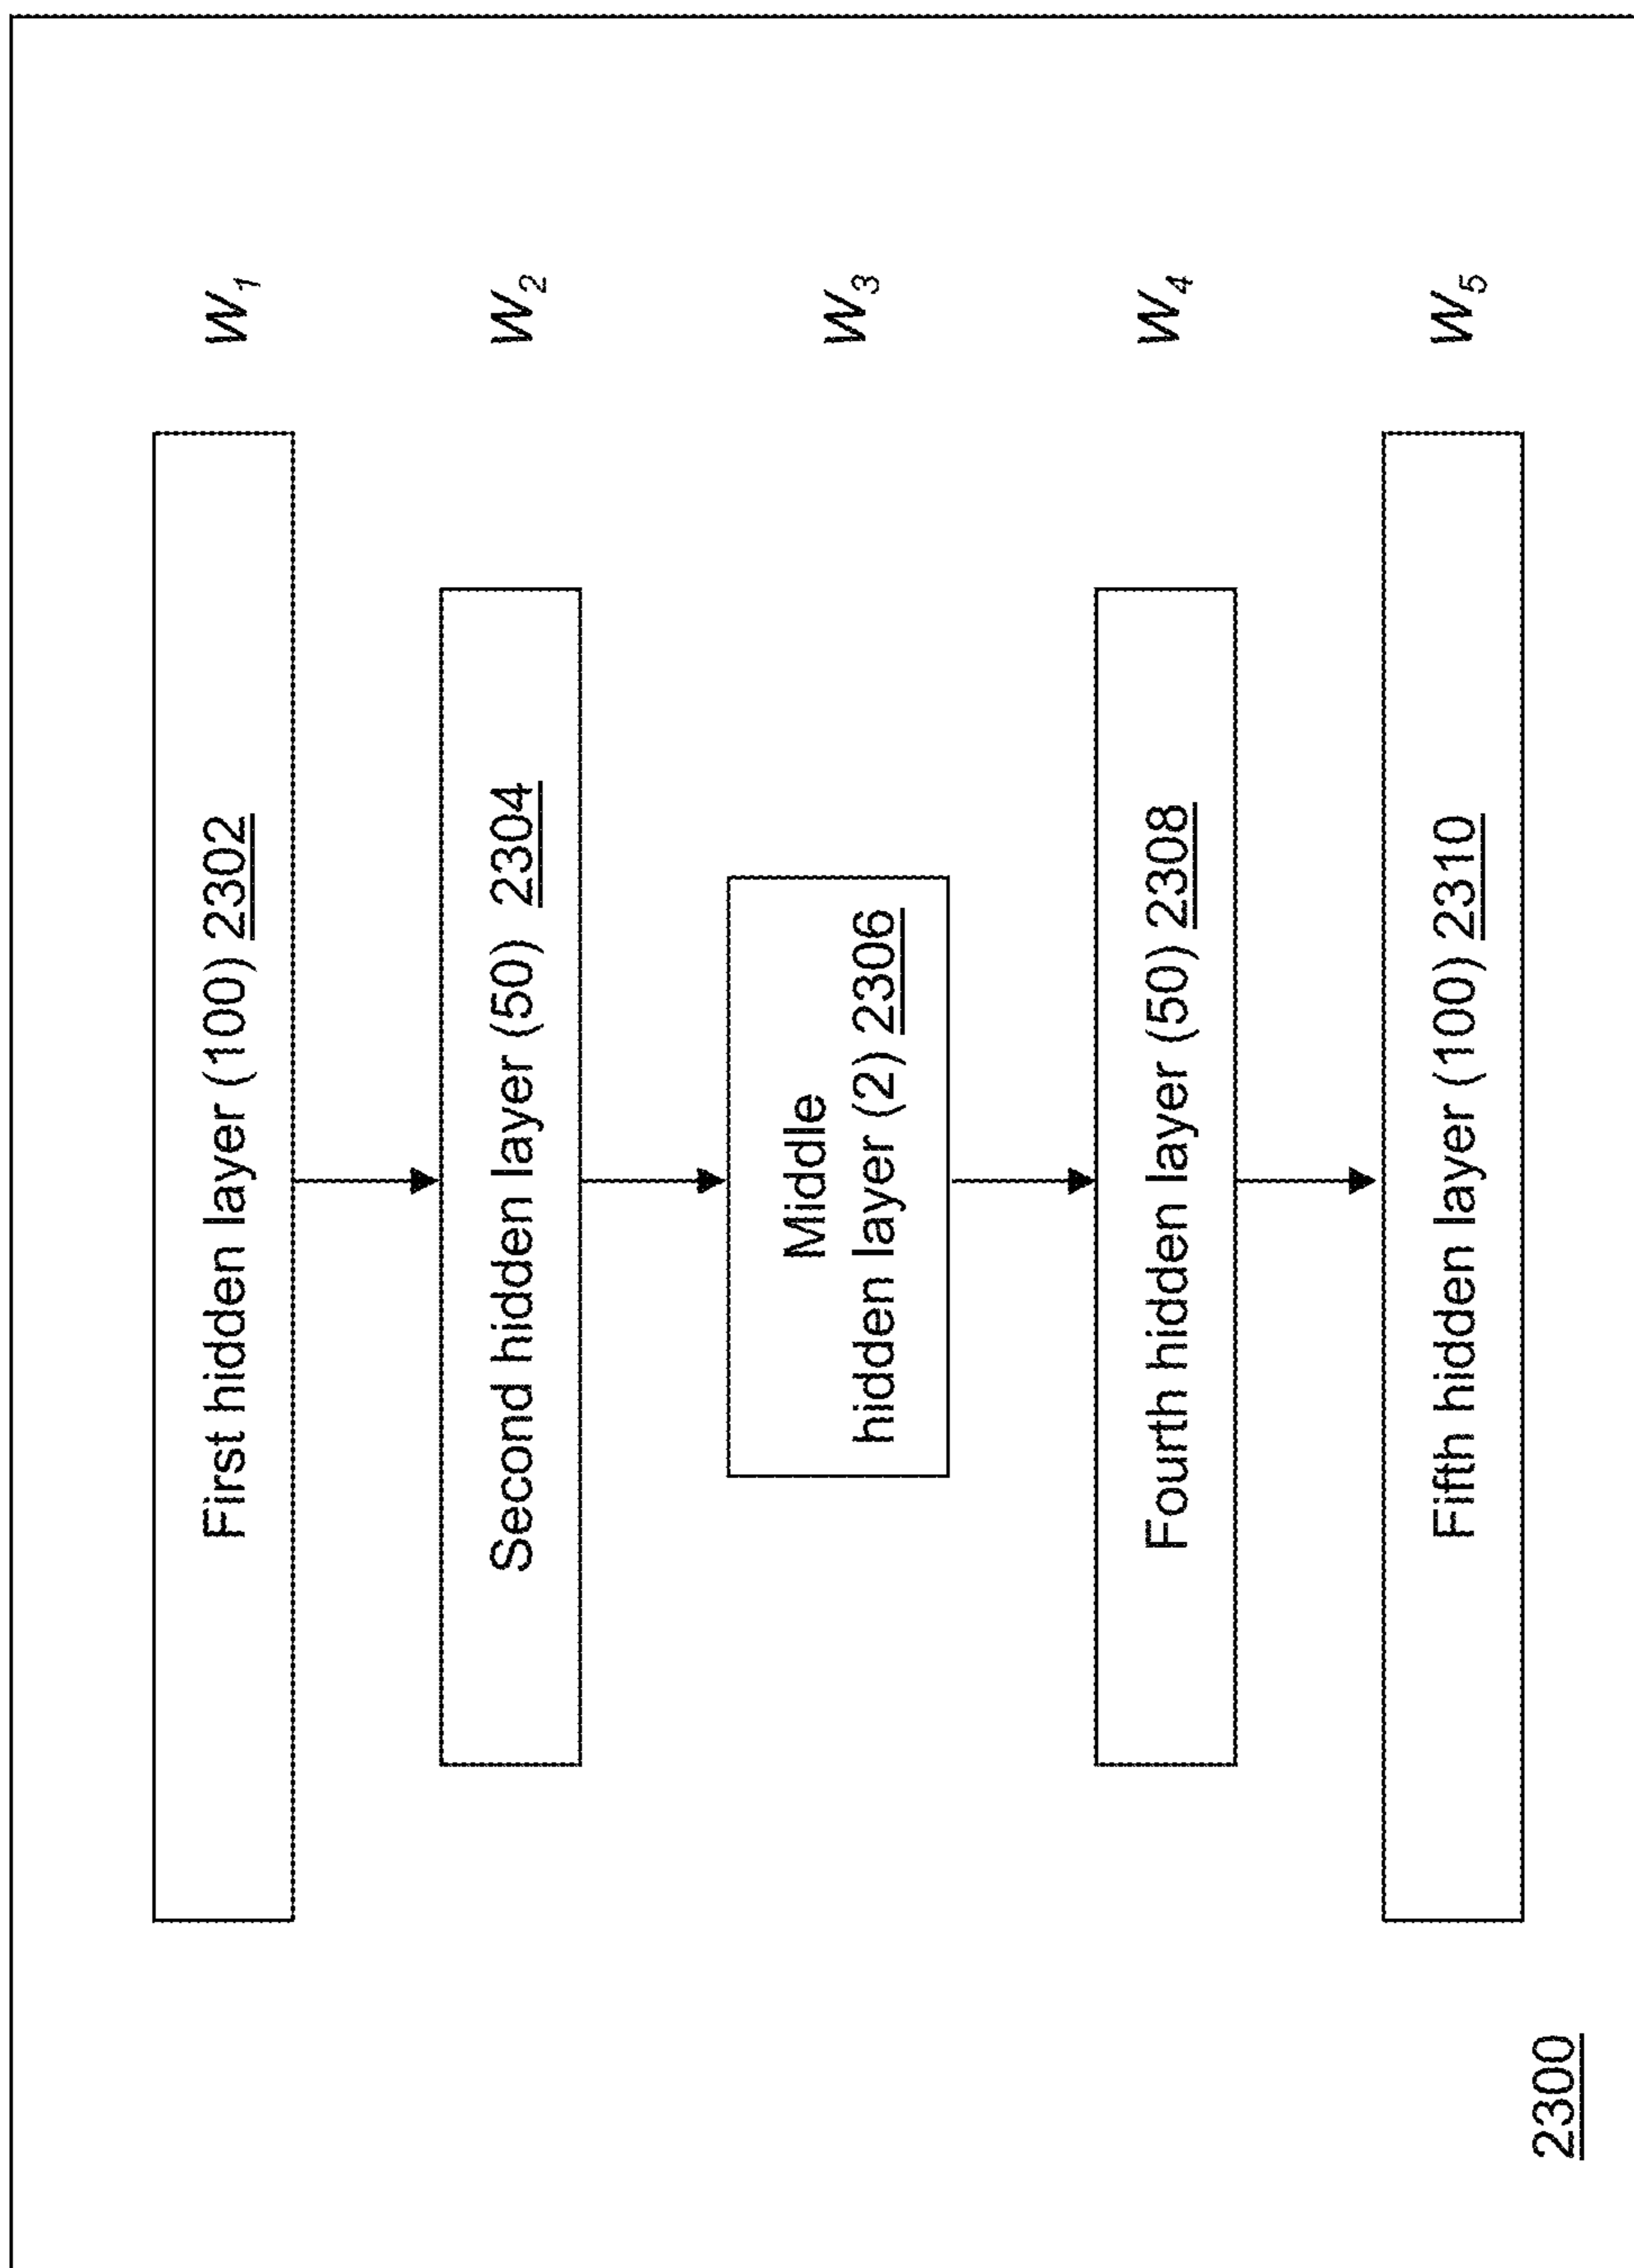 First hidden layer (100) 2302
W1
Second hidden layer (50) 2304
W2
Middle
hidden layer (2) 2306
W3
Fourth hidden layer (50) 2308
W4
Fifth hidden layer (100) 2310
W5
2300